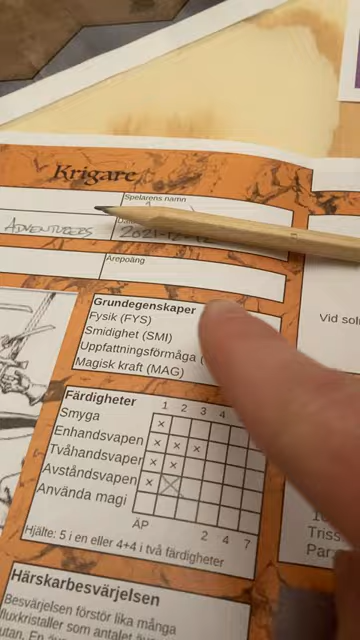 Krigare
Spelarens namn
ADVENTURERS
2021-
Ärepoäng
Vid
Grundegenskaper
Fysik (FYS)
Smidighet (SMI)
Uppfattningsförmåga (
Magisk kraft (MAG)
Färdigheter
1 2 3 4
Smyga
Enhandsvapen
Tvåhandsvapen
Avståndsvapen
Använda magi
ÄP 2 4 7
Hjälte: 5 i en eller 4+4 i två färdigheter
Triss
Härskarbesvärjelsen
Besvärjelsen förstör lika många